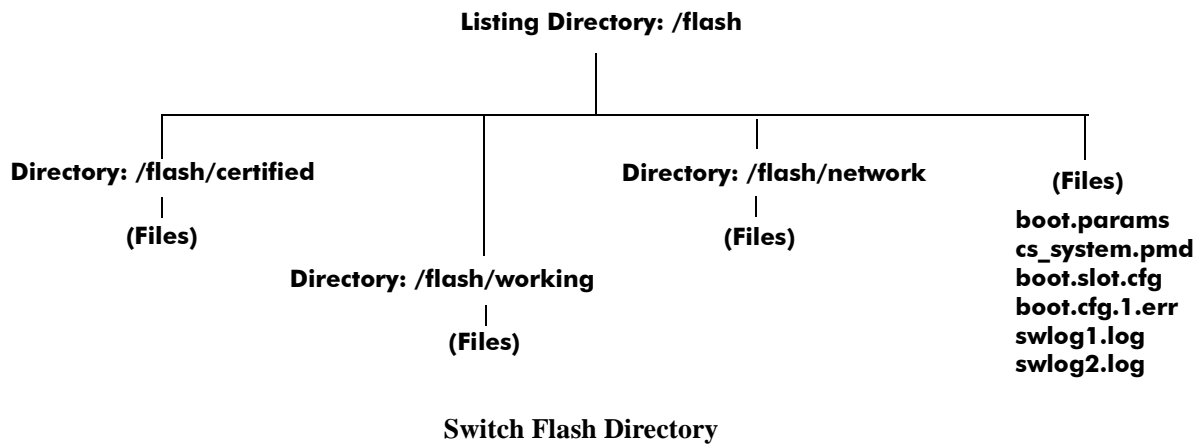 Listing Directory: /flash
Directory: /flash/certified
(Files)
Directory: /flash/working
(Files)
Directory: /flash/network
(Files)
(Files)
boot.params
cs_system.pmd
boot.slot.cfg
boot.cfg.1.err
swlog1.log
swlog2.log
Switch Flash Directory